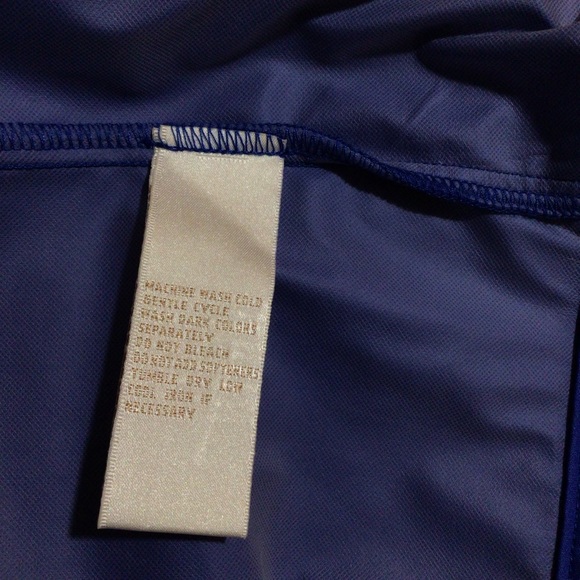 MACHINE WASH COLD
GENTLE CYCLE
WASH DARK COLORS
SEPARATELY
DO NOT BLEACH
DO NOT ADD SOFTENERS
TUMBLE DRY LOW
COOL IRON IF
NECESSARY